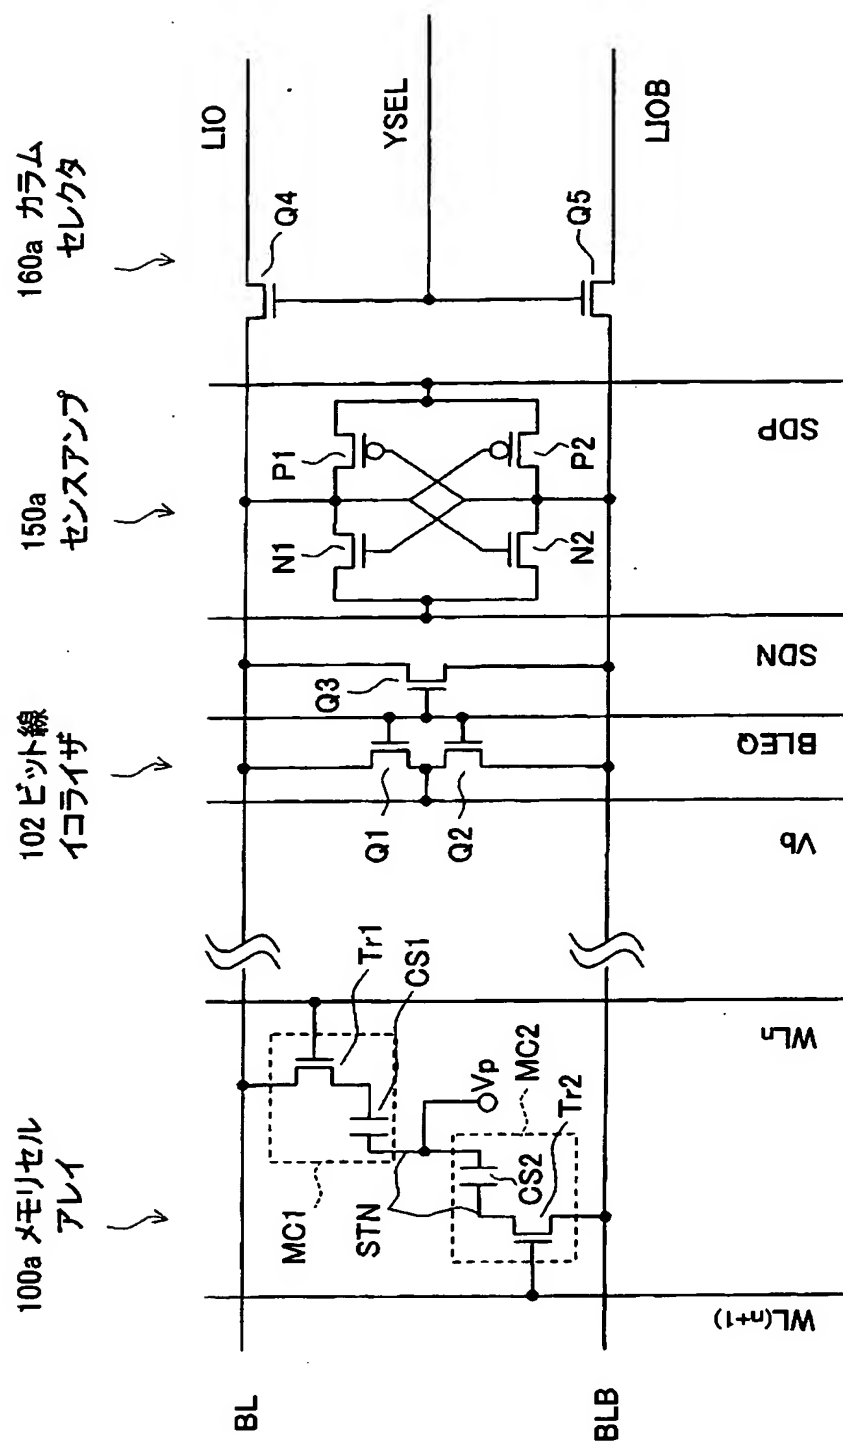 100a メモリセル
アレイ
102 ビット線
イコライザ
150a
センスアンプ
160a カラム
セレクタ
BL
BLB
MC1
STN
Tr1
CS1
Vp
MC2
CS2
Tr2
Q1
Q2
Q3
N1
P1
N2
P2
Q4
Q5
LIO
YSEL
LIOB
WL(n+1)
WLn
Vb
BLEQ
SDN
SDP